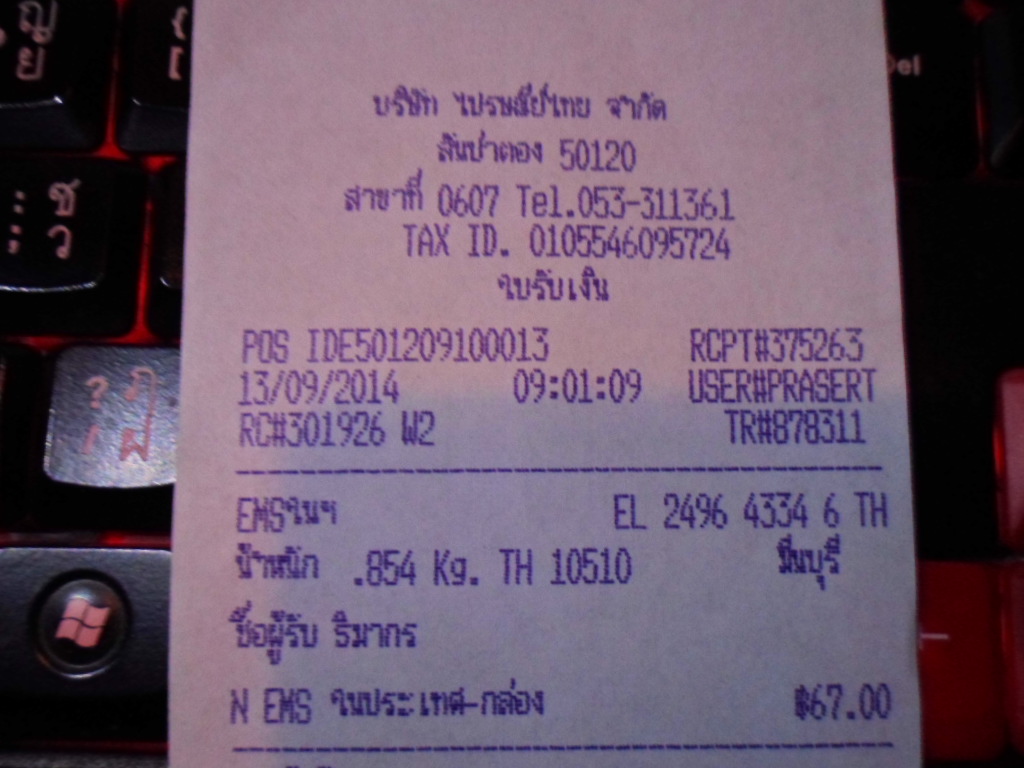 บริษัท ไปรษณีย์ไทย จำกัด
สันป่าตอง 50120
สาขาที่ 0607 Tel.053-311361
TAX ID. 0105546095724
ใบรับเงิน
POS IDE501209100013 RCPT#375263
13/09/2014 09:01:09 USER#PRASERT
RC#301926 W2 TR#878311
EMSในฯ EL 2496 4334 6 TH
น้ำหนัก .854 Kg. TH 10510 มีนบุรี
ชื่อผู้รับ ธิมากร
N EMS ในประเทศ-กล่อง ฿67.00